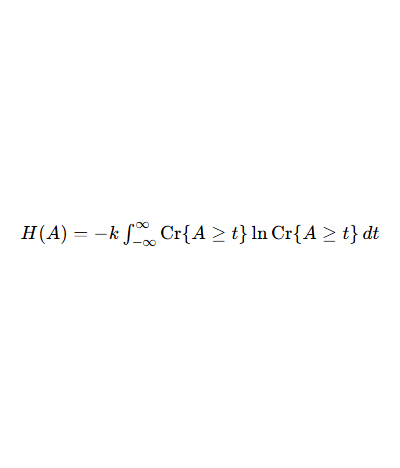 H(A) = −k ∫_{−∞}^{∞} Cr{A ≥ t} ln Cr{A ≥ t} dt